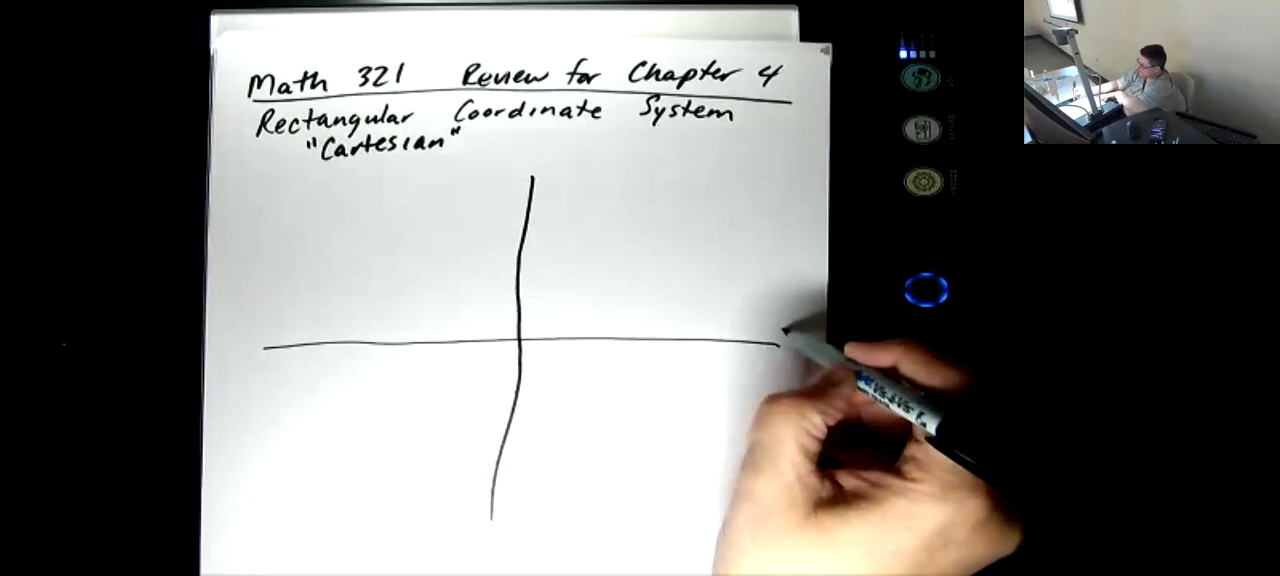 Math 321 Review for Chapter 4
Rectangular Coordinate System
"Cartesian"